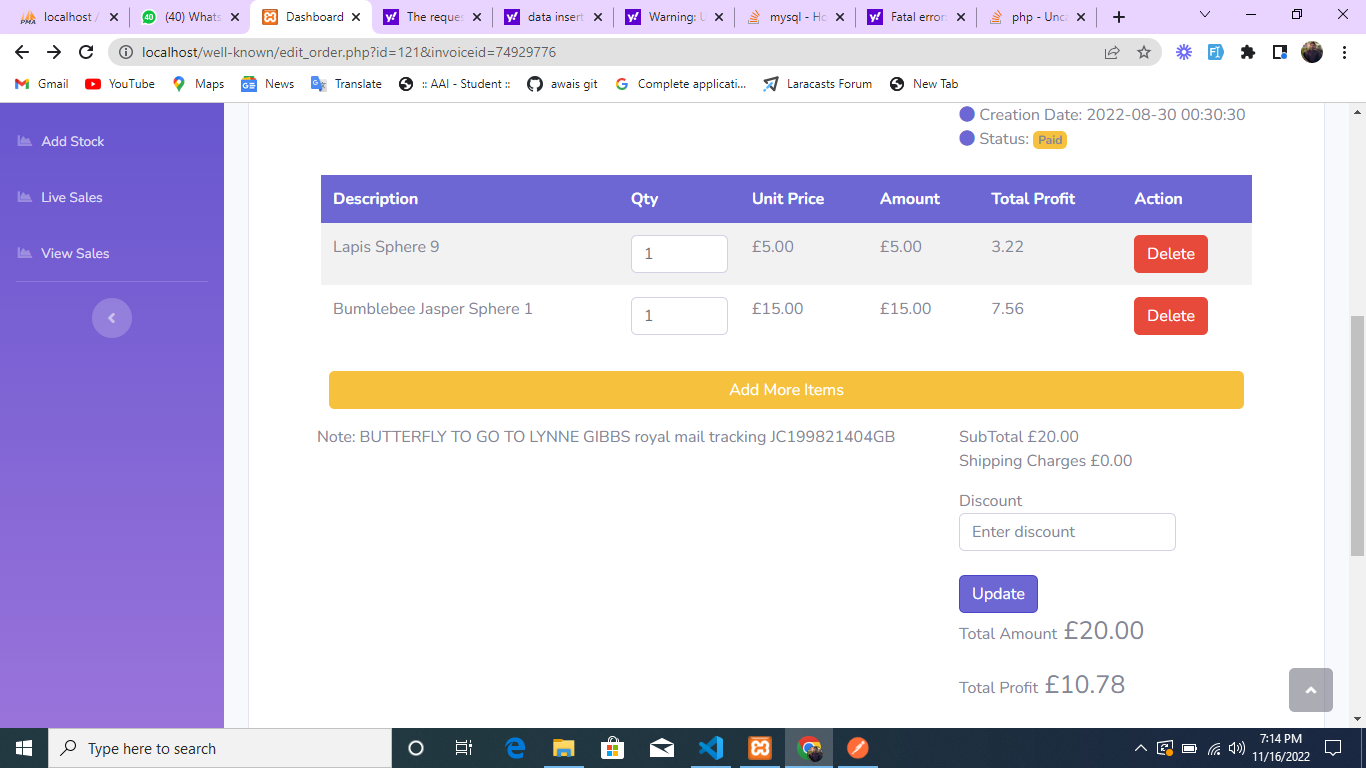 localhost /
(40) Whats
Dashboard
The reques
data insert
Warning: U
mysql - Ho
Fatal error:
php - Unca
localhost/well-known/edit_order.php?id=121&invoiceid=74929776
Gmail
YouTube
Maps
News
Translate
:: AAI - Student ::
awais git
Complete applicati...
Laracasts Forum
New Tab
Add Stock
Live Sales
View Sales
Creation Date: 2022-08-30 00:30:30
Status: Paid
Description Qty Unit Price Amount Total Profit Action
Lapis Sphere 9 1 £5.00 £5.00 3.22 Delete
Bumblebee Jasper Sphere 1 1 £15.00 £15.00 7.56 Delete
Add More Items
Note: BUTTERFLY TO GO TO LYNNE GIBBS royal mail tracking JC199821404GB
SubTotal £20.00
Shipping Charges £0.00
Discount
Enter discount
Update
Total Amount £20.00
Total Profit £10.78
Type here to search
7:14 PM
11/16/2022